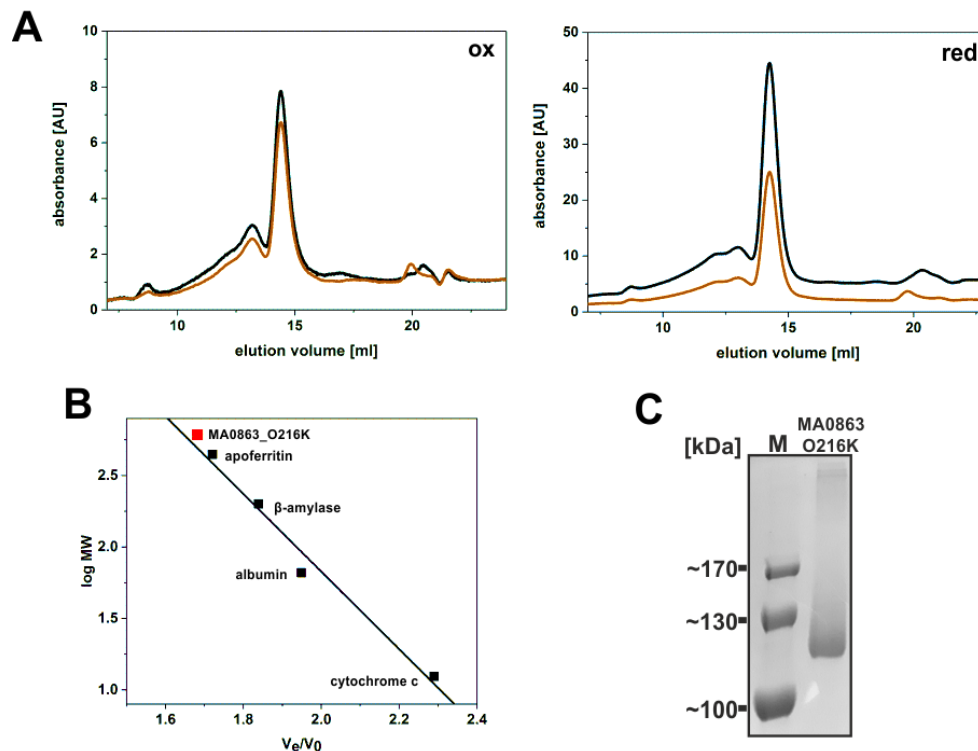 A
ox
absorbance [AU]
10
8
6
4
2
0
10
15
20
elution volume [ml]
red
absorbance [AU]
50
40
30
20
10
0
10
15
20
elution volume [ml]
B
log MW
2.5
2.0
1.5
1.0
MA0863_O216K
apoferritin
β-amylase
albumin
cytochrome c
1.6
1.8
2.0
2.2
2.4
Ve/V0
C
MA0863
[kDa] M O216K
~170
~130
~100